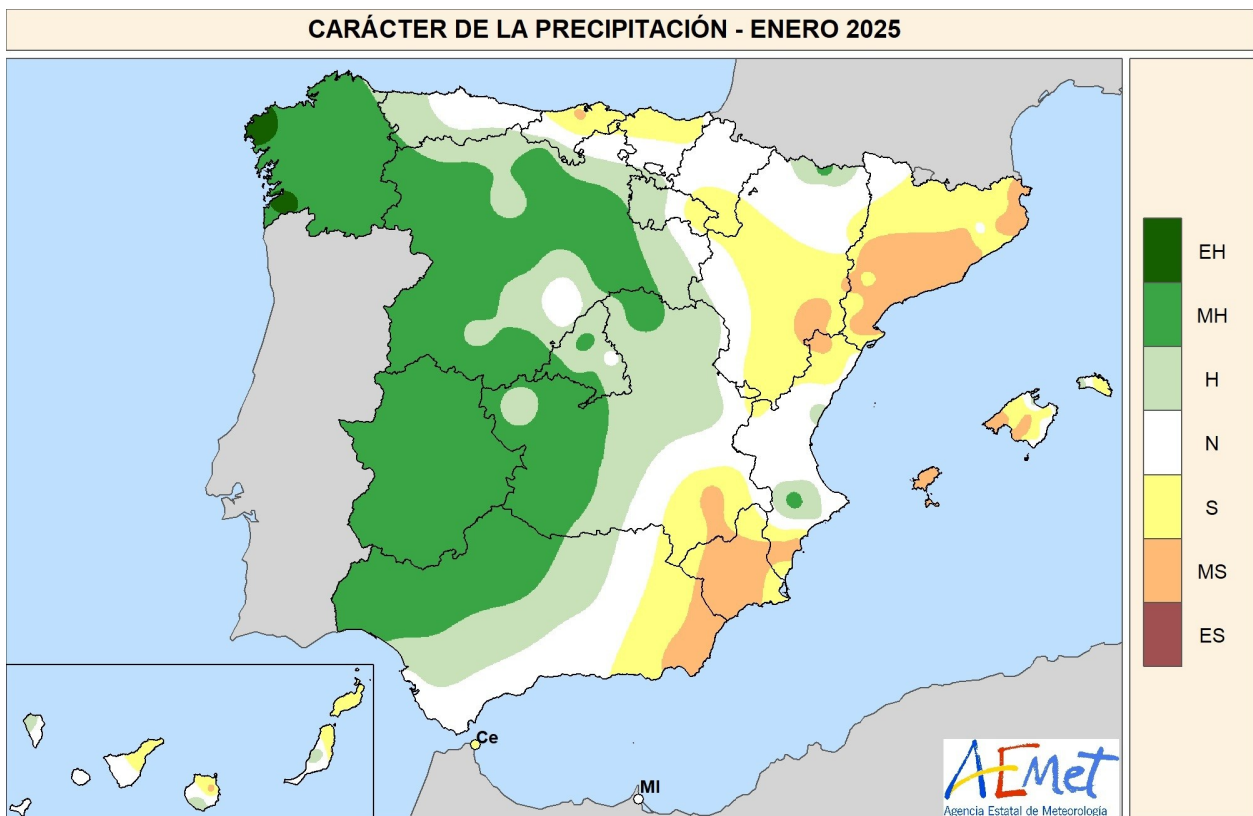 CARÁCTER DE LA PRECIPITACIÓN - ENERO 2025
EH
MH
H
N
S
MS
ES
Ce
Ml
AEMet
Agencia Estatal de Meteorología